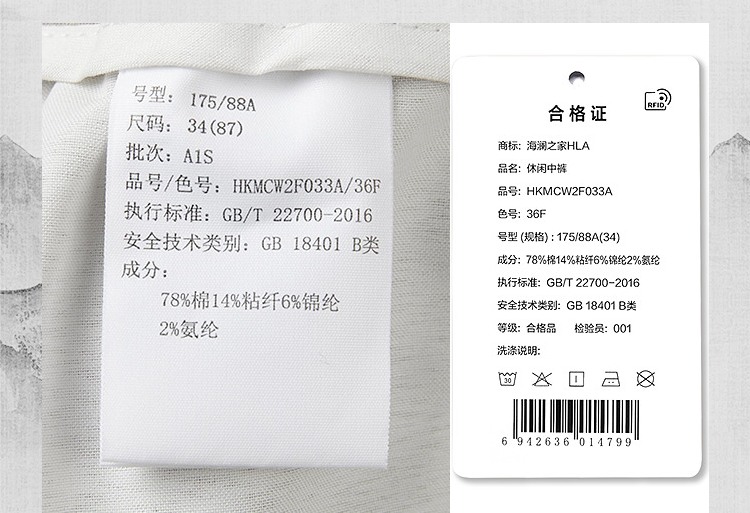 号型: 175/88A
尺码: 34(87)
批次: A1S
品号/色号: HKMCW2F033A/36F
执行标准: GB/T 22700-2016
安全技术类别: GB 18401 B类
成分:
78%棉14%粘纤6%锦纶
2%氨纶
RFID
合格证
商标: 海澜之家HLA
品名: 休闲中裤
品号: HKMCW2F033A
色号: 36F
号型 (规格) : 175/88A(34)
成分: 78%棉14%粘纤6%锦纶2%氨纶
执行标准: GB/T 22700-2016
安全技术类别: GB 18401 B类
等级: 合格品 检验员: 001
洗涤说明:
30
6 942636 014799